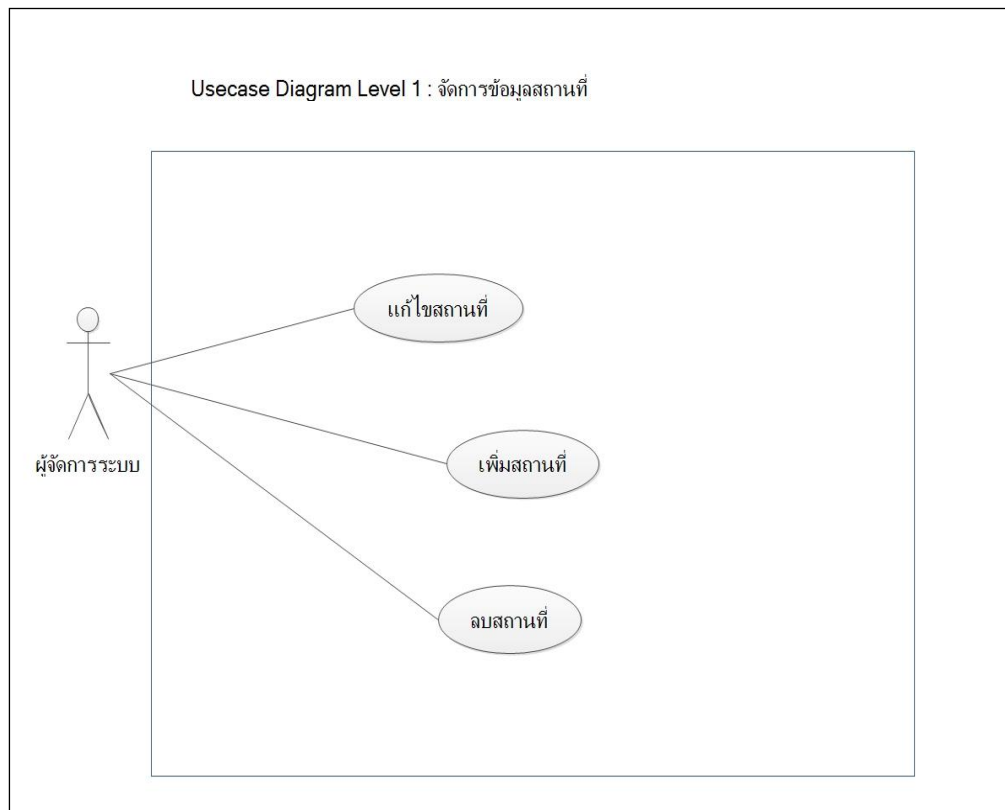 Usecase Diagram Level 1 : จัดการข้อมูลสถานที่
แก้ไขสถานที่
ผู้จัดการระบบ
เพิ่มสถานที่
ลบสถานที่